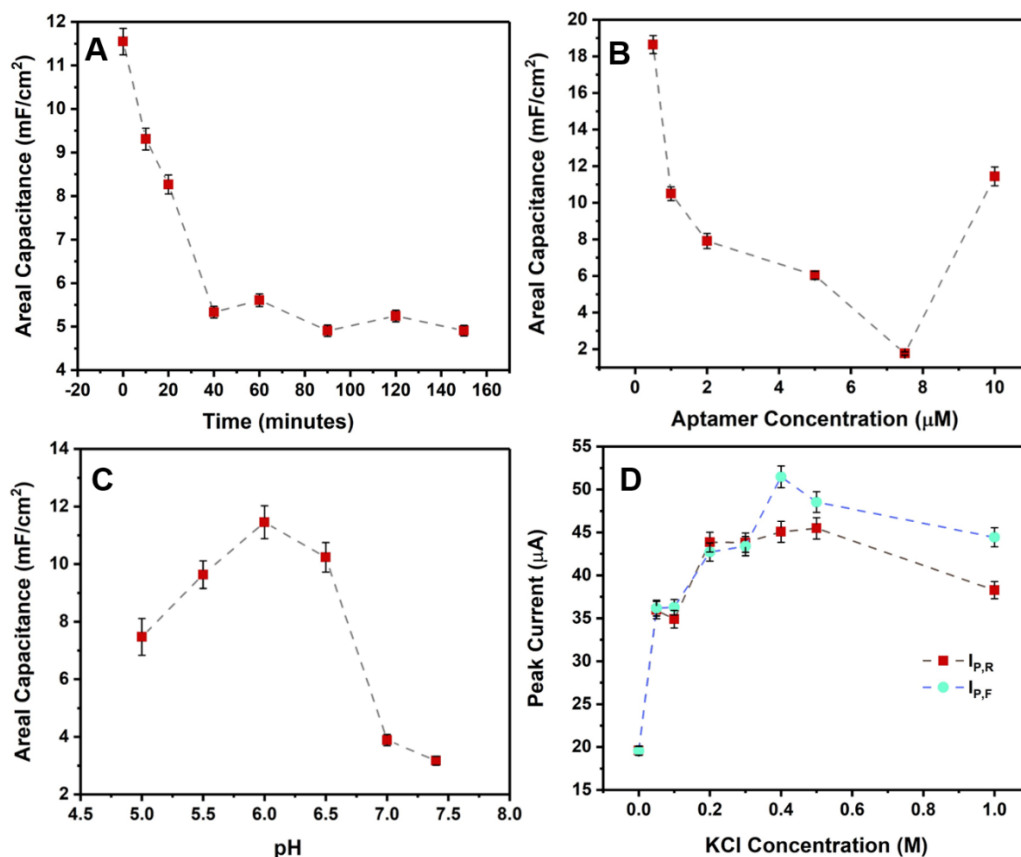 A
Areal Capacitance (mF/cm²)
12
11
10
9
8
7
6
5
4
-20 0 20 40 60 80 100 120 140 160
Time (minutes)
B
Areal Capacitance (mF/cm²)
20
18
16
14
12
10
8
6
4
2
0 2 4 6 8 10
Aptamer Concentration (μM)
C
Areal Capacitance (mF/cm²)
14
12
10
8
6
4
2
4.5 5.0 5.5 6.0 6.5 7.0 7.5 8.0
pH
D
Peak Current (μA)
55
50
45
40
35
30
25
20
15
I_P,R
I_P,F
0.0 0.2 0.4 0.6 0.8 1.0
KCl Concentration (M)